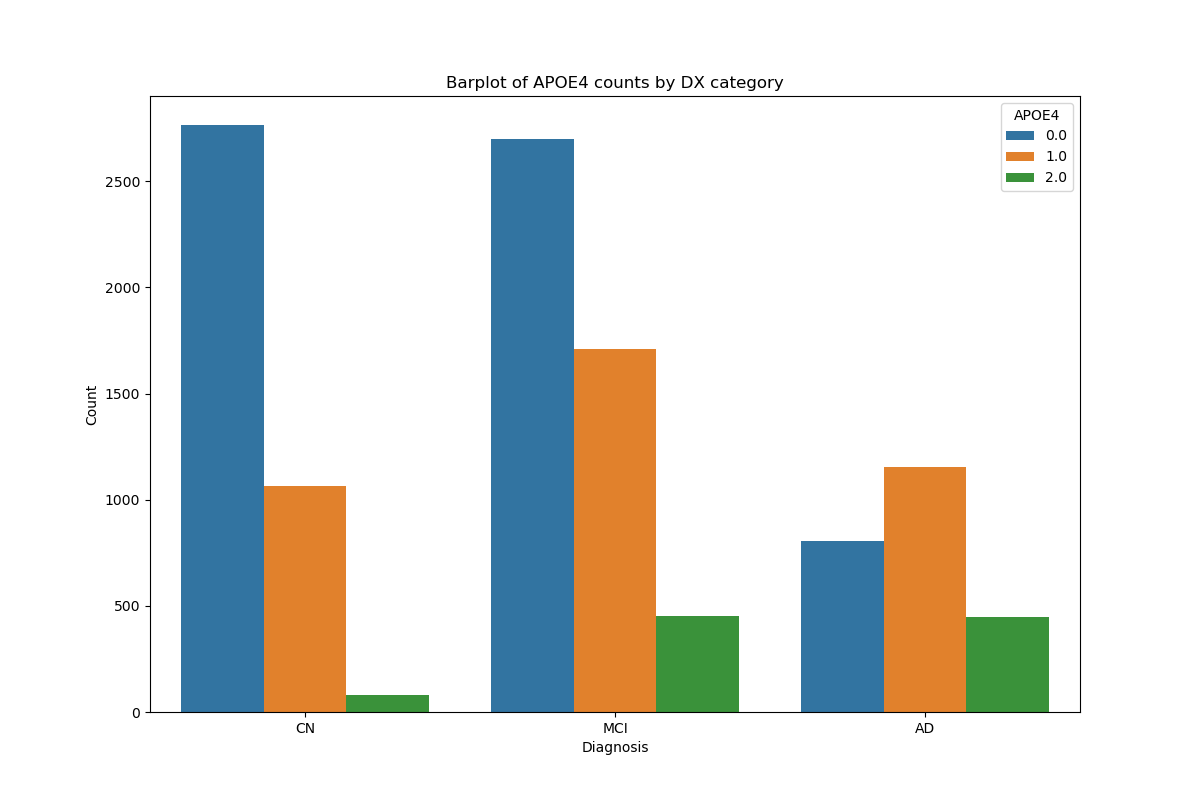 Barplot of APOE4 counts by DX category
APOE4
0.0
1.0
2.0
Count
2500
2000
1500
1000
500
0
CN
MCI
AD
Diagnosis